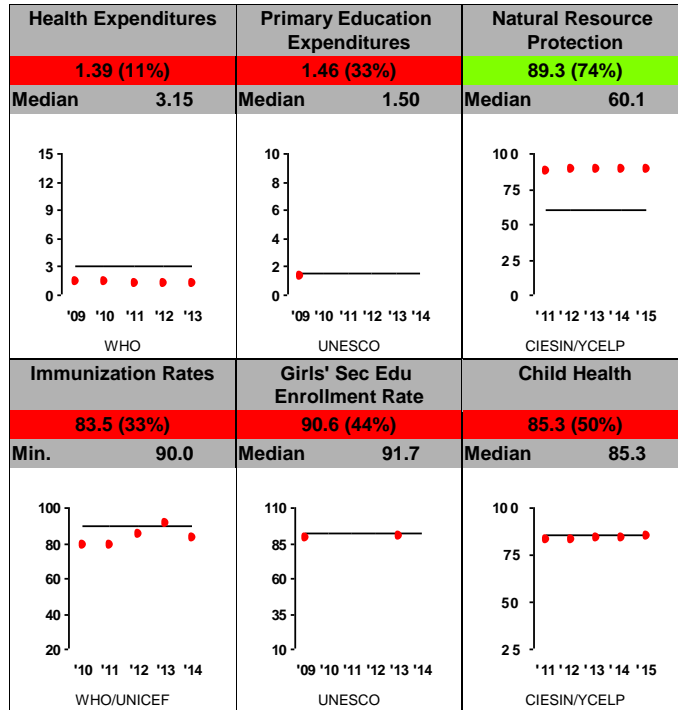 Health Expenditures
1.39 (11%)
Median 3.15
15
12
9
6
3
0
'09 '10 '11 '12 '13
WHO
Primary Education
Expenditures
1.46 (33%)
Median 1.50
10
8
6
4
2
0
'09 '10 '11 '12 '13 '14
UNESCO
Natural Resource
Protection
89.3 (74%)
Median 60.1
100
75
50
25
0
'11 '12 '13 '14 '15
CIESIN/YCELP
Immunization Rates
83.5 (33%)
Min. 90.0
100
80
60
40
20
'10 '11 '12 '13 '14
WHO/UNICEF
Girls' Sec Edu
Enrollment Rate
90.6 (44%)
Median 91.7
110
85
60
35
10
'09 '10 '11 '12 '13 '14
UNESCO
Child Health
85.3 (50%)
Median 85.3
100
75
50
25
'11 '12 '13 '14 '15
CIESIN/YCELP